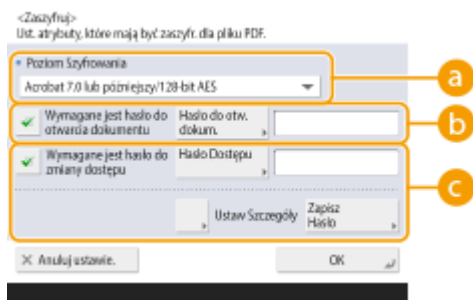 <Zaszyfruj>
Ust. atrybuty, które mają być zaszyfr. dla pliku PDF.
Poziom Szyfrowania
Acrobat 7.0 lub późniejszy/128-bit AES
a
Wymagane jest hasło do otwarcia dokumentu
Hasło do otw. dokum.
b
Wymagane jest hasło do zmiany dostępu
Hasło Dostępu
c
Ustaw Szczegóły
Zapisz Hasło
Anuluj ustawie.
OK